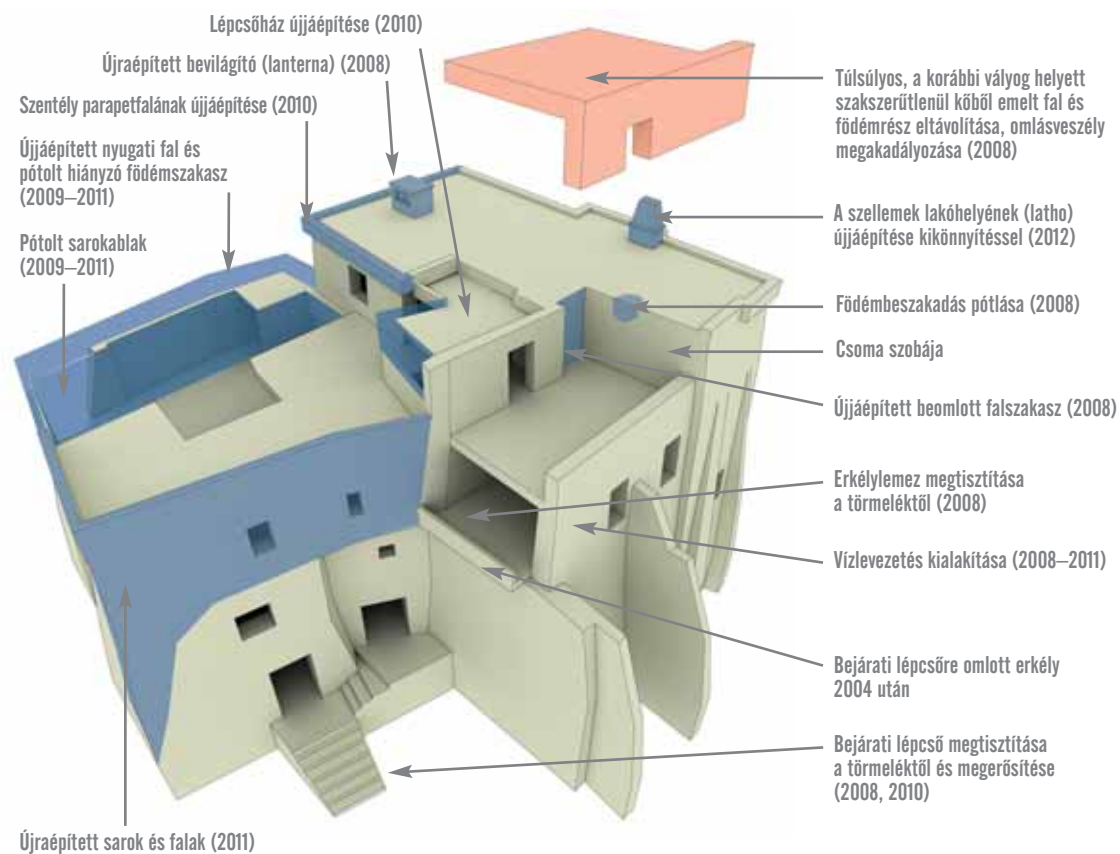 Lépcsőház újjáépítése (2010)
Újraépített bevilágító (lanterna) (2008)
Szentély parapetfalának újjáépítése (2010)
Újjáépített nyugati fal és
pótolt hiányzó födémszakasz
(2009–2011)
Pótolt sarokablak
(2009–2011)
Túlsúlyos, a korábbi vályog helyett
szakszerűtlenül kőből emelt fal és
födémrész eltávolítása, omlásveszély
megakadályozása (2008)
A szellemek lakóhelyének (latho)
újjáépítése kikönnyítéssel (2012)
Födémbeszakadás pótlása (2008)
Csoma szobája
Újjáépített beomlott falszakasz (2008)
Erkélylemez megtisztítása
a törmeléktől (2008)
Vízlevezetés kialakítása (2008–2011)
Bejárati lépcsőre omlott erkély
2004 után
Bejárati lépcső megtisztítása
a törmeléktől és megerősítése
(2008, 2010)
Újraépített sarok és falak (2011)